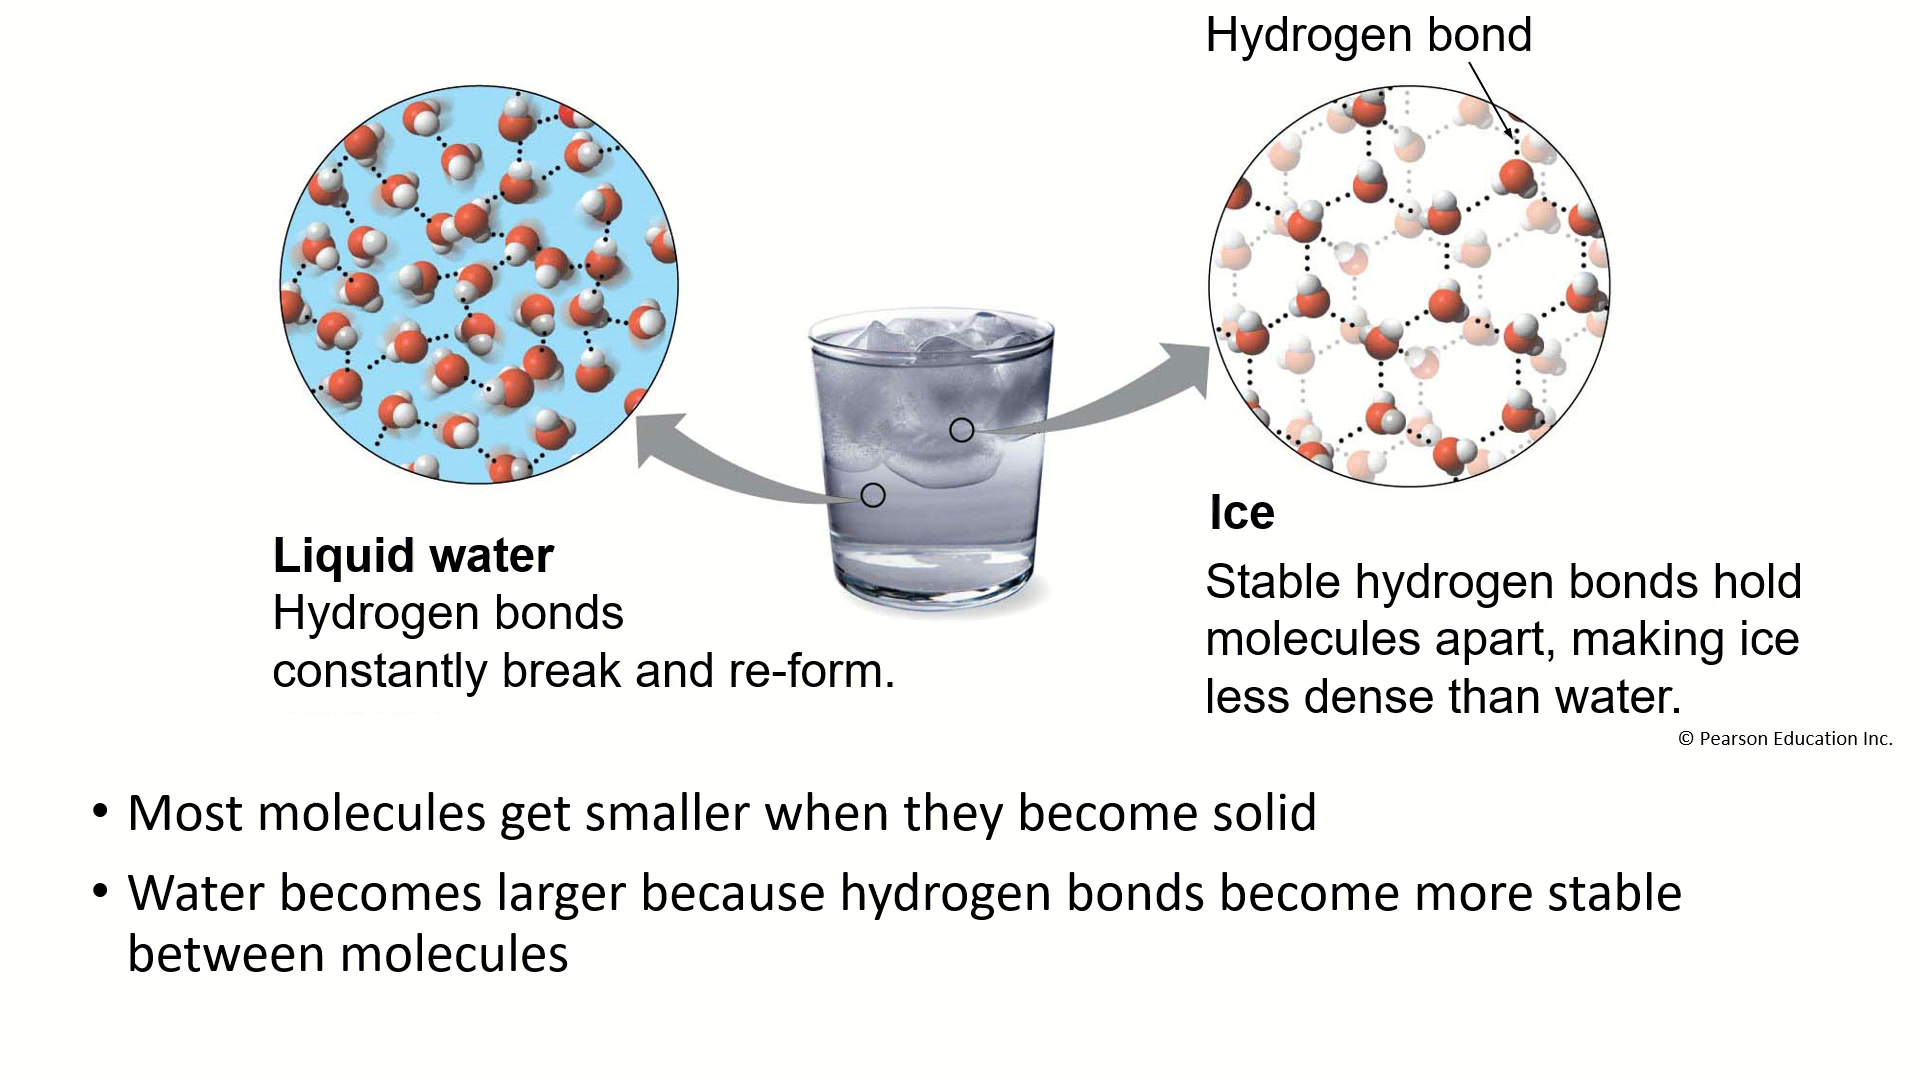 Hydrogen bond
Liquid water
Hydrogen bonds
constantly break and re-form.
Ice
Stable hydrogen bonds hold
molecules apart, making ice
less dense than water.
© Pearson Education Inc.
• Most molecules get smaller when they become solid
• Water becomes larger because hydrogen bonds become more stable
between molecules